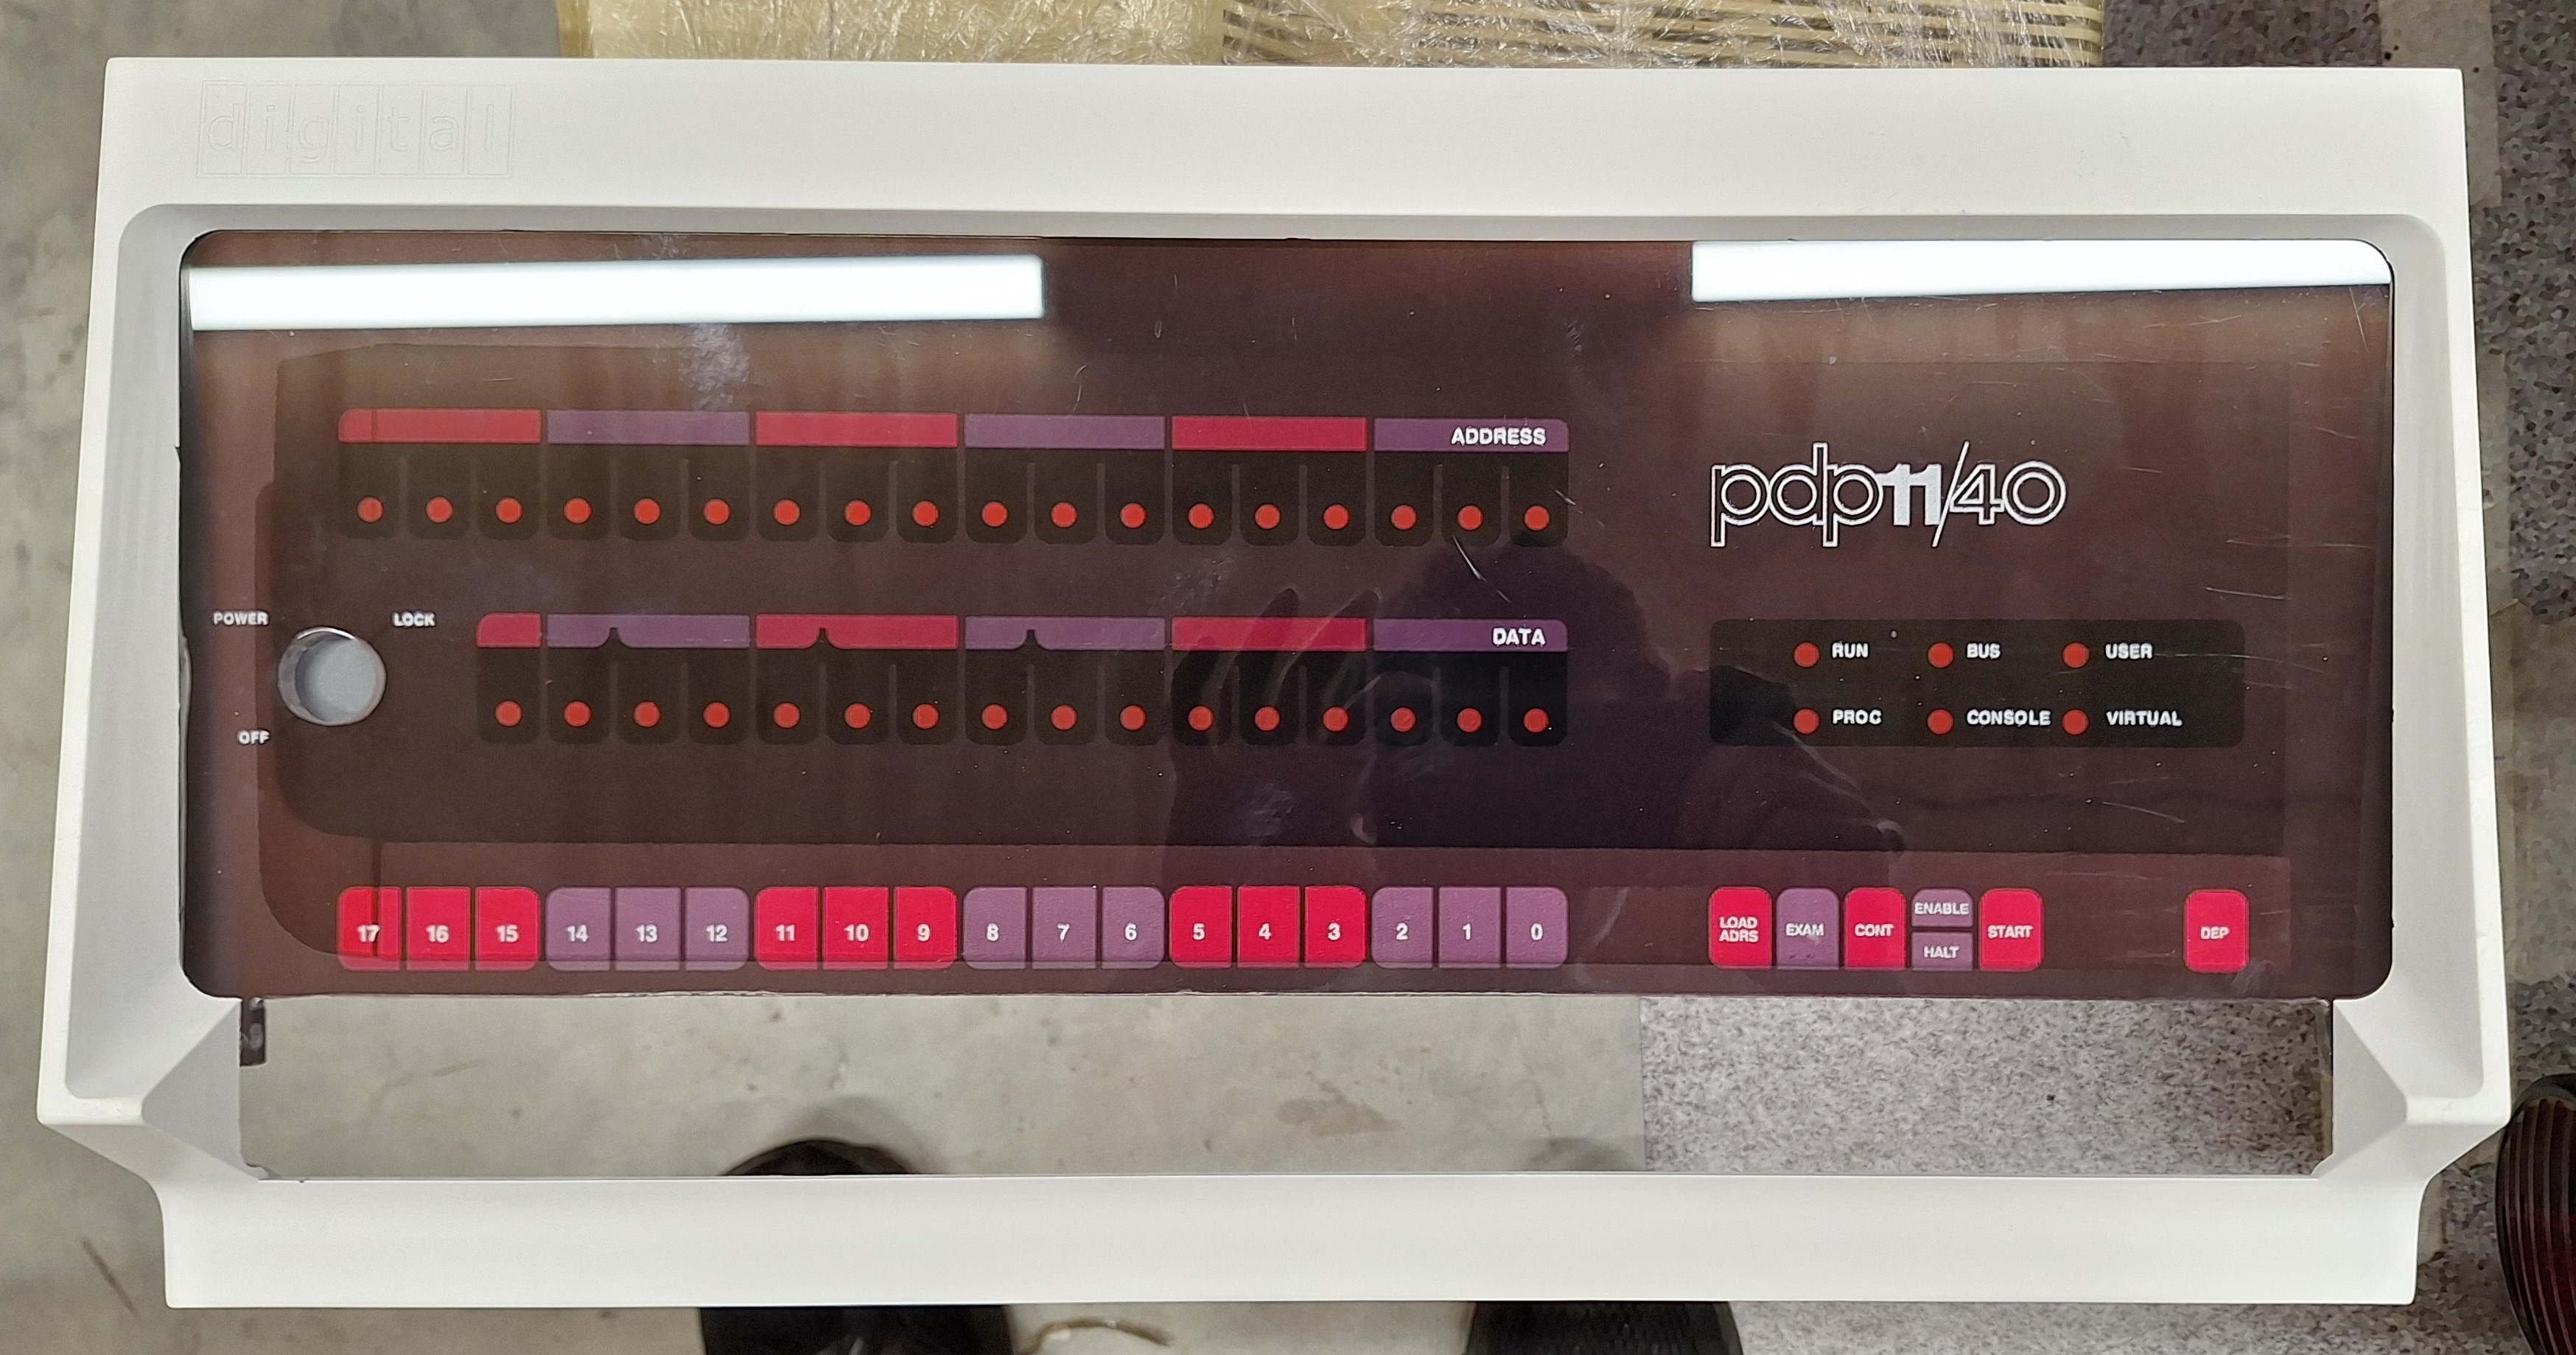 digital
ADDRESS
pdp11/40
POWER
LOCK
DATA
RUN BUS USER
OFF
PROC CONSOLE VIRTUAL
17 16 15 14 13 12 11 10 9 8 7 6 5 4 3 2 1 0
LOAD ADRS
EXAM
CONT
ENABLE
HALT
START
DEP